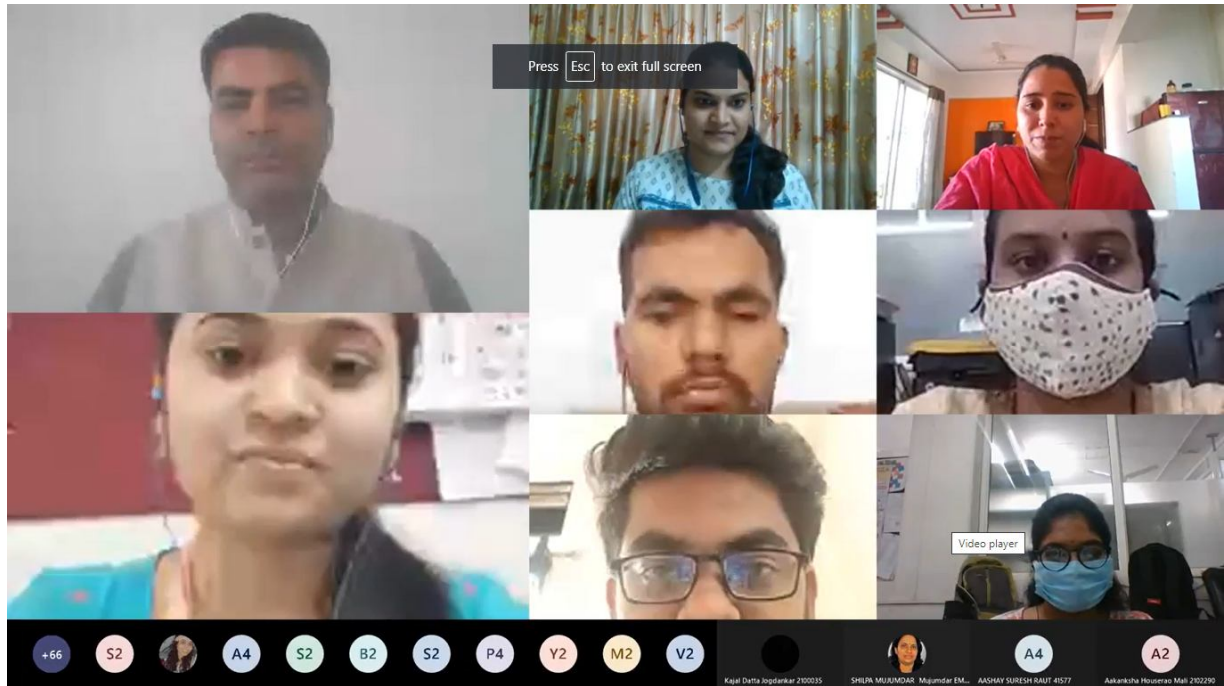 Press Esc to exit full screen
Video player
+66 S2 A4 S2 B2 S2 P4 Y2 M2 V2 A4 A2
Kajal Datta Jogdankar 2100035 SHILPA MUJUMDAR Mujumdar EM... AASHAY SURESH RAUT 41577 Aakanksha Houserao Mali 2102290